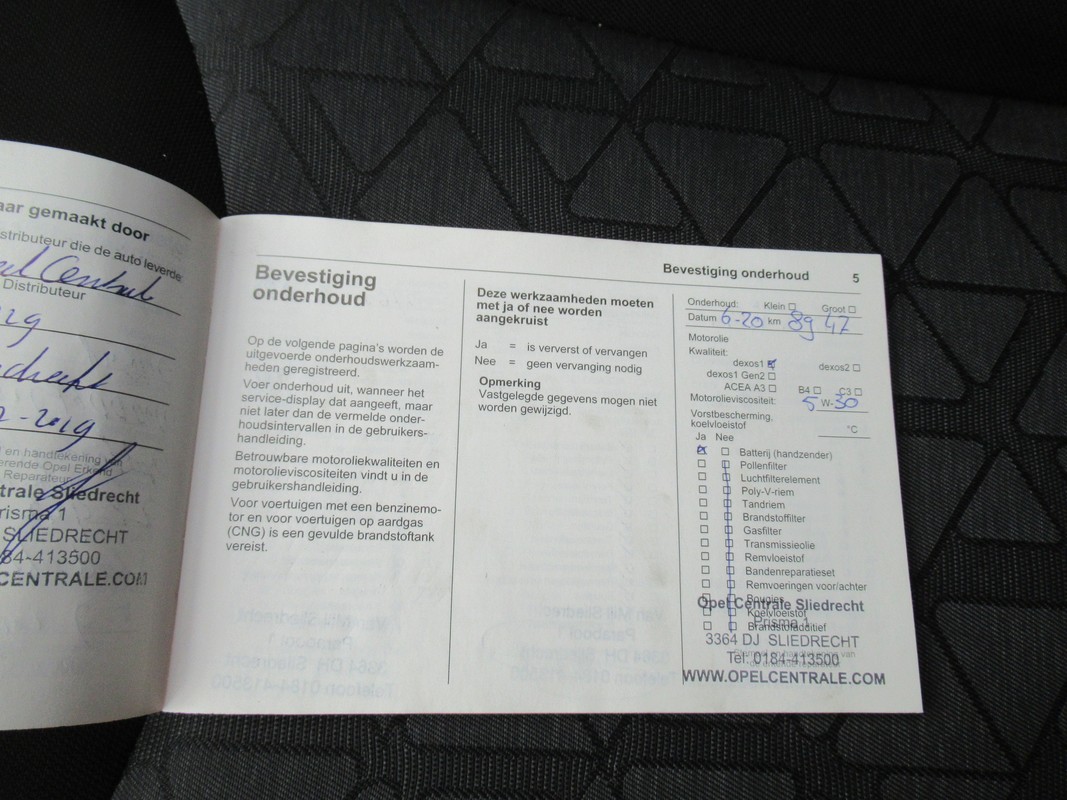 aar gemaakt door
stributeur die de auto leverde
Distributeur
en handtekening van
erende Opel Erkend
Reparateur
trale Sliedrecht
risma 1
SLIEDRECHT
84-413500
CENTRALE.COM
Bevestiging onderhoud 5
Bevestiging
onderhoud
Op de volgende pagina's worden de
uitgevoerde onderhoudswerkzaam-
heden geregistreerd.
Voer onderhoud uit, wanneer het
service-display dat aangeeft, maar
niet later dan de vermelde onder-
houdsintervallen in de gebruikers-
handleiding.
Betrouwbare motoroliekwaliteiten en
motorolieviscositeiten vindt u in de
gebruikershandleiding.
Voor voertuigen met een benzinemo-
tor en voor voertuigen op aardgas
(CNG) is een gevulde brandstoftank
vereist.
Deze werkzaamheden moeten
met ja of nee worden
aangekruist
Ja = is ververst of vervangen
Nee = geen vervanging nodig
Opmerking
Vastgelegde gegevens mogen niet
worden gewijzigd.
Onderhoud: Klein Groot
Datum 6-20 km 8947
Motorolie
Kwaliteit:
dexos1 dexos2
dexos1 Gen2
ACEA A3 B4 C3
Motorolieviscositeit: 5 W-30
Vorstbescherming,
koelvloeistof °C
Ja Nee
Batterij (handzender)
Pollenfilter
Luchtfilterelement
Poly-V-riem
Tandriem
Brandstoffilter
Gasfilter
Transmissieolie
Remvloeistof
Bandenreparatieset
Remvoeringen voor/achter
Bougies
Opel Centrale Sliedrecht
Koelvloeistof
Prisma 1
Brandstofadditief
3364 DJ SLIEDRECHT
Tel: 0184-413500
WWW.OPELCENTRALE.COM